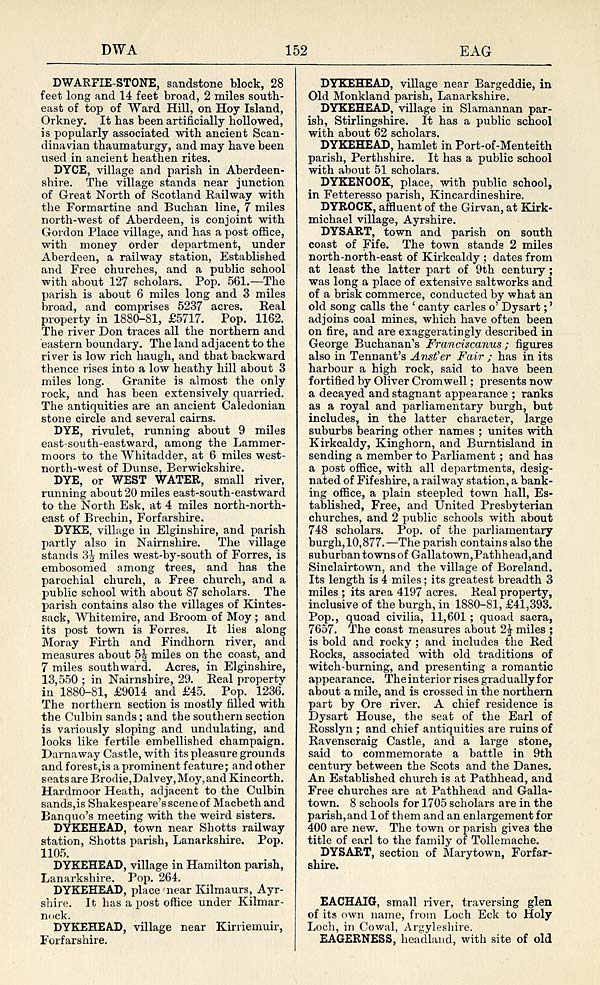 DWA 152 EAG
DWARFIE-STONE, sandstone block, 28
feet long and 14 feet broad, 2 miles south-
east of top of Ward Hill, on Hoy Island,
Orkney. It has been artificially hollowed,
is popularly associated with ancient Scan-
dinavian thaumaturgy, and may have been
used in ancient heathen rites.
DYCE, village and parish in Aberdeen-
shire. The village stands near junction
of Great North of Scotland Railway with
the Formartine and Buchan line, 7 miles
north-west of Aberdeen, is conjoint with
Gordon Place village, and has a post office,
with money order department, under
Aberdeen, a railway station, Established
and Free churches, and a public school
with about 127 scholars. Pop. 561.—The
parish is about 6 miles long and 3 miles
broad, and comprises 5237 acres. Real
property in 1880-81, £5717. Pop. 1162.
The river Don traces all the northern and
eastern boundary. The land adjacent to the
river is low rich haugh, and that backward
thence rises into a low heathy hill about 3
miles long. Granite is almost the only
rock, and has been extensively quarried.
The antiquities are an ancient Caledonian
stone circle and several cairns.
DYE, rivulet, running about 9 miles
east-south-eastward, among the Lammer-
moors to the Whitadder, at 6 miles west-
north-west of Dunse, Berwickshire.
DYE, or WEST WATER, small river,
running about 20 miles east-south-eastward
to the North Esk, at 4 miles north-north-
east of Brechin, Forfarshire.
DYKE, village in Elginshire, and parish
partly also in Nairnshire. The village
stands 3½ miles west-by-south of Forres, is
embosomed among trees, and has the
parochial church, a Free church, and a
public school with about 87 scholars. The
parish contains also the villages of Kintes-
sack, Whitemire, and Broom of Moy; and
its post town is Forres. It lies along
Moray Firth and Findhorn river, and
measures about 5½ miles on the coast, and
7 miles southward. Acres, in Elginshire,
13,550; in Nairnshire, 29. Real property
in 1880-81, £9014 and £45. Pop. 1236.
The northern section is mostly filled with
the Culbin sands; and the southern section
is variously sloping and undulating, and
looks like fertile embellished champaign.
Darnaway Castle, with its pleasure grounds
and forest, is a prominent feature; and other
seats are Brodie, Dalvey, Moy, and Kincorth.
Hardmoor Heath, adjacent to the Culbin
sands, is Shakespeare's scene of Macbeth and
Banquo's meeting with the weird sisters.
DYKEHEAD, town near Shotts railway
station, Shotts parish, Lanarkshire. Pop.
1105.
DYKEHEAD, village in Hamilton parish,
Lanarkshire. Pop. 264.
DYKEHEAD, place near Kilmaurs, Ayr-
shire. It has a post office under Kilmar-
nock.
DYKEHEAD, village near Kirriemuir,
Forfarshire.
DYKEHEAD, village near Bargeddie, in
Old Monkland parish, Lanarkshire.
DYKEHEAD, village in Slamannan par-
ish, Stirlingshire. It has a public school
with about 62 scholars.
DYKEHEAD, hamlet in Port-of-Menteith
parish, Perthshire. It has a public school
with about 51 scholars.
DYKENOOK, place, with public school,
in Fetteresso parish, Kincardineshire.
DYROCK, affluent of the Girvan, at Kirk-
michael village, Ayrshire.
DYSART, town and parish on south
coast of Fife. The town stands 2 miles
north-north-east of Kirkcaldy; dates from
at least the latter part of 9th century;
was long a place of extensive saltworks and
of a brisk commerce, conducted by what an
old song calls the 'canty carles o' Dysart;'
adjoins coal mines, which have often been
on fire, and are exaggeratingly described in
George Buchanan's Franciscanus; figures
also in Tennant's Anst'er Fair; has in its
harbour a high rock, said to have been
fortified by Oliver Cromwell; presents now
a decayed and stagnant appearance; ranks
as a royal and parliamentary burgh, but
includes, in the latter character, large
suburbs bearing other names; unites with
Kirkcaldy, Kinghorn, and Burntisland in
sending a member to Parliament; and has
a post office, with all departments, desig-
nated of Fifeshire, a railway station, a bank-
ing office, a plain steepled town hall, Es-
tablished, Free, and United Presbyterian
churches, and 2 public schools with about
748 scholars. Pop. of the parliamentary
burgh, 10,877.—The parish contains also the
suburban towns of Gallatown, Pathhead, and
Sinclairtown, and the village of Boreland.
Its length is 4 miles; its greatest breadth 3
miles; its area 4197 acres. Real property,
inclusive of the burgh, in 1880-81, £41,393.
Pop., quoad civilia, 11,601; quoad sacra,
7657. The coast measures about 2½ miles;
is bold and rocky; and includes the Red
Rocks, associated with old traditions of
witch-burning, and presenting a romantic
appearance. The interior rises gradually for
about a mile, and is crossed in the northern
part by Ore river. A chief residence is
Dysart House, the seat of the Earl of
Rosslyn; and chief antiquities are ruins of
Ravenscraig Castle, and a large stone,
said to commemorate a battle in 9th
century between the Scots and the Danes.
An Established church is at Pathhead, and
Free churches are at Pathhead and Galla-
town. 8 schools for 1705 scholars are in the
parish, and 1 of them and an enlargement for
400 are new. The town or parish gives the
title of earl to the family of Tollemache.
DYSART, section of Marytown, Forfar-
shire.
EACHAIG, small river, traversing glen
of its own name, from Loch Eck to Holy
Loch, in Cowal, Argyleshire.
EAGERNESS, headland, with site of old